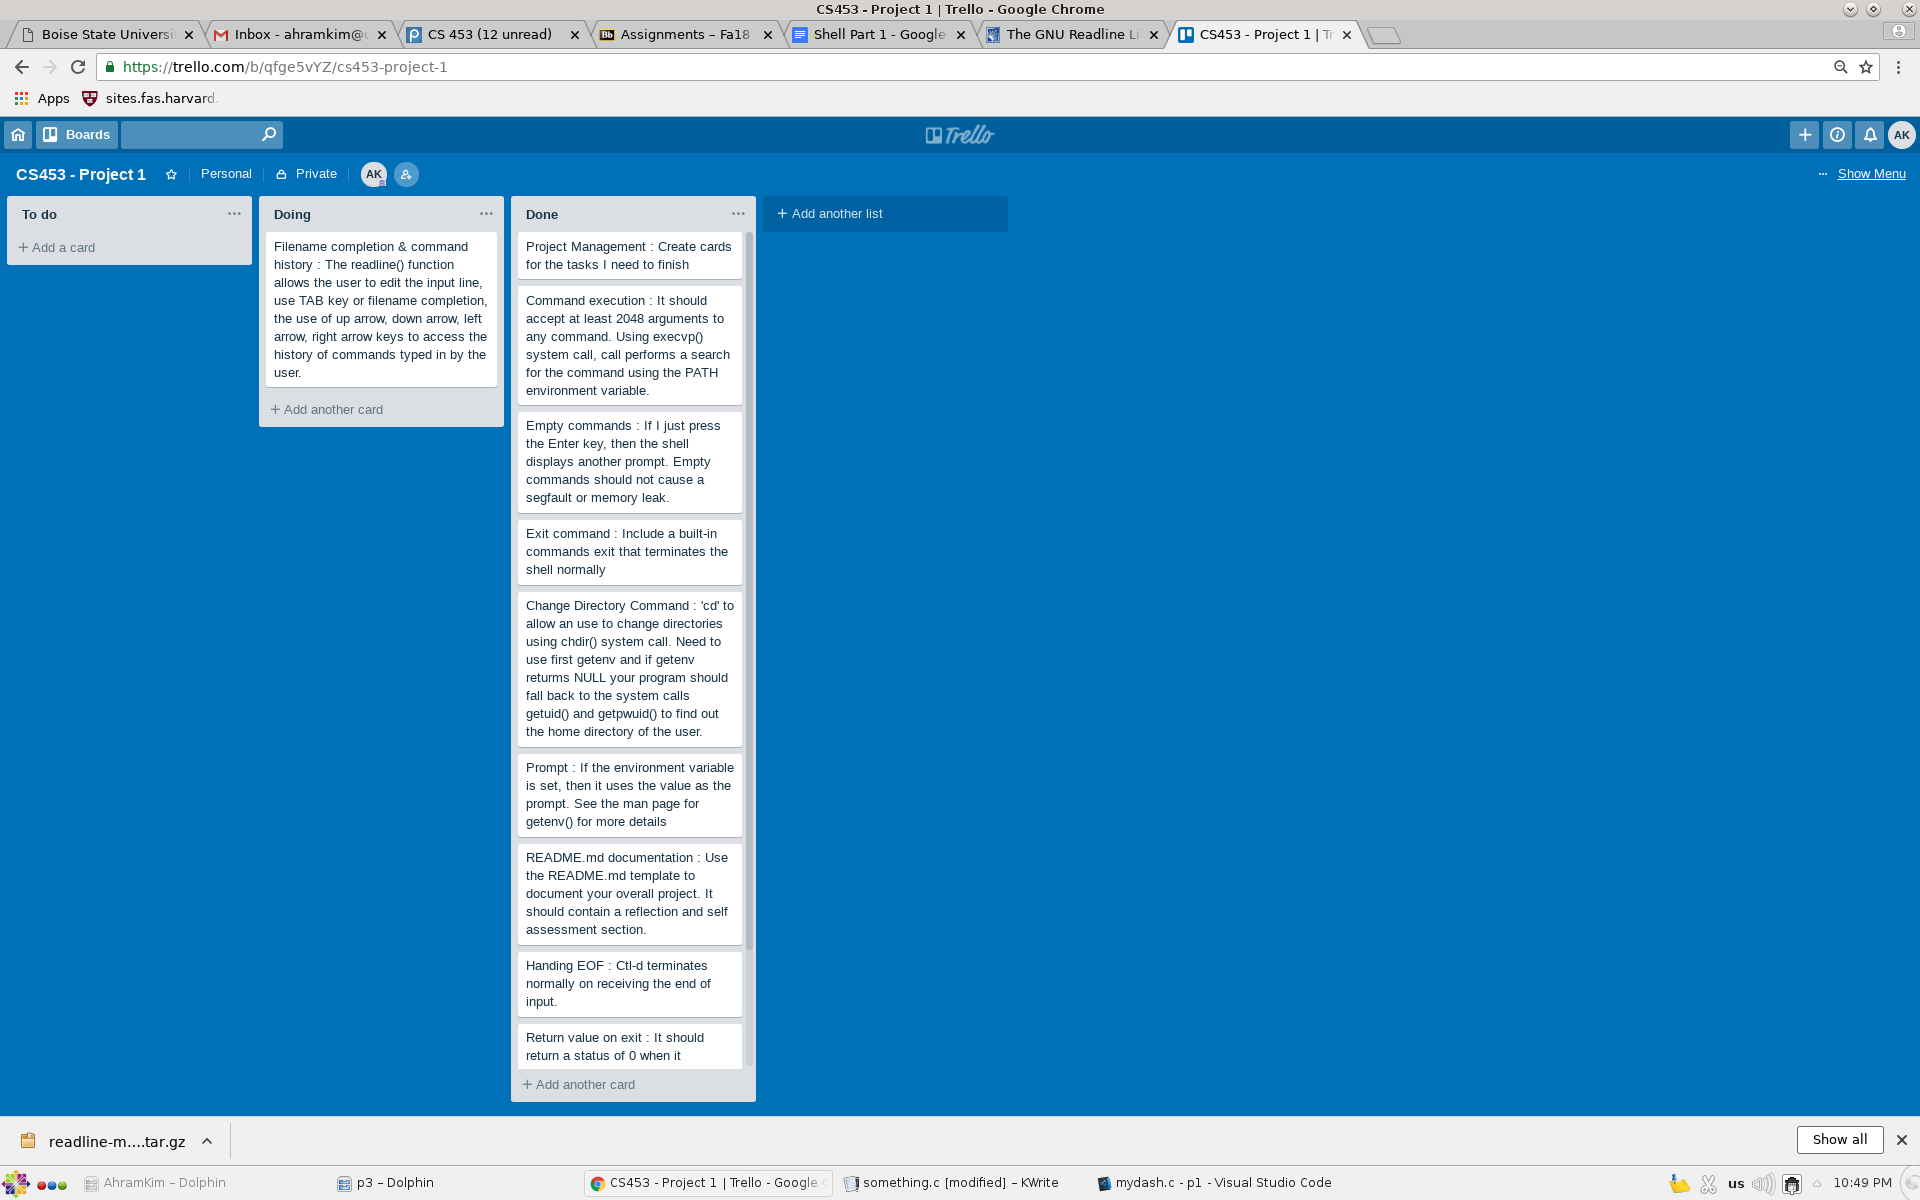 CS453 - Project 1 | Trello - Google Chrome
Boise State Universi
Inbox - ahramkim@u
CS 453 (12 unread)
Assignments – Fa18
Shell Part 1 - Google
The GNU Readline Li
CS453 - Project 1 | Tr
https://trello.com/b/qfge5vYZ/cs453-project-1
Apps
sites.fas.harvard.
Boards
Trello
AK
CS453 - Project 1
Personal
Private
AK
Show Menu
To do
+ Add a card
Doing
Filename completion & command
history : The readline() function
allows the user to edit the input line,
use TAB key or filename completion,
the use of up arrow, down arrow, left
arrow, right arrow keys to access the
history of commands typed in by the
user.
+ Add another card
Done
Project Management : Create cards
for the tasks I need to finish
Command execution : It should
accept at least 2048 arguments to
any command. Using execvp()
system call, call performs a search
for the command using the PATH
environment variable.
Empty commands : If I just press
the Enter key, then the shell
displays another prompt. Empty
commands should not cause a
segfault or memory leak.
Exit command : Include a built-in
commands exit that terminates the
shell normally
Change Directory Command : 'cd' to
allow an use to change directories
using chdir() system call. Need to
use first getenv and if getenv
returms NULL your program should
fall back to the system calls
getuid() and getpwuid() to find out
the home directory of the user.
Prompt : If the environment variable
is set, then it uses the value as the
prompt. See the man page for
getenv() for more details
README.md documentation : Use
the README.md template to
document your overall project. It
should contain a reflection and self
assessment section.
Handing EOF : Ctl-d terminates
normally on receiving the end of
input.
Return value on exit : It should
return a status of 0 when it
+ Add another card
+ Add another list
readline-m....tar.gz
Show all
AhramKim – Dolphin
p3 – Dolphin
CS453 - Project 1 | Trello - Google C
something.c [modified] – KWrite
mydash.c - p1 - Visual Studio Code
us
10:49 PM